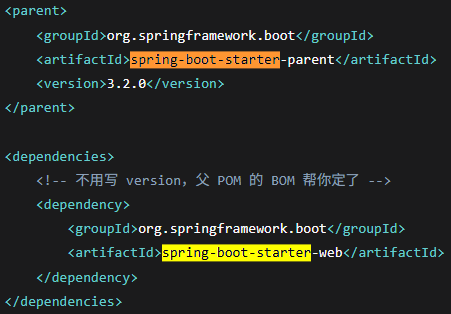 <parent>
<groupId>org.springframework.boot</groupId>
<artifactId>spring-boot-starter-parent</artifactId>
<version>3.2.0</version>
</parent>
<dependencies>
<!-- 不用写 version，父 POM 的 BOM 帮你定了 -->
<dependency>
<groupId>org.springframework.boot</groupId>
<artifactId>spring-boot-starter-web</artifactId>
</dependency>
</dependencies>